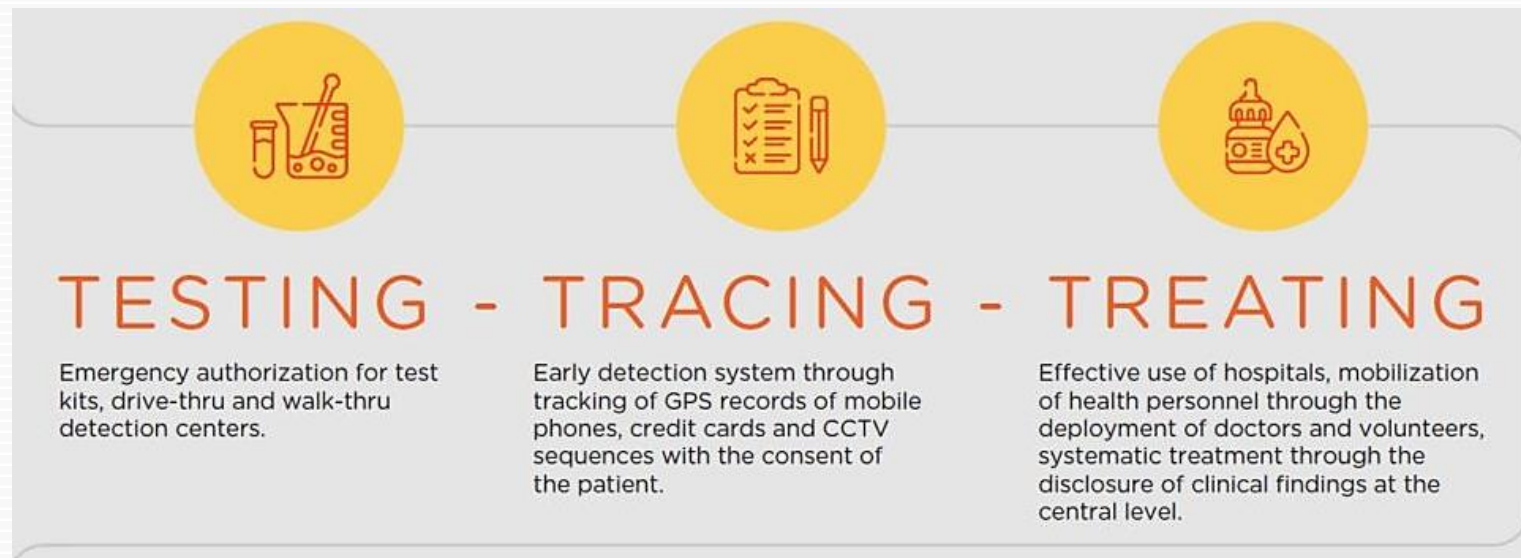 TESTING - TRACING - TREATING
Emergency authorization for test
kits, drive-thru and walk-thru
detection centers.
Early detection system through
tracking of GPS records of mobile
phones, credit cards and CCTV
sequences with the consent of
the patient.
Effective use of hospitals, mobilization
of health personnel through the
deployment of doctors and volunteers,
systematic treatment through the
disclosure of clinical findings at the
central level.